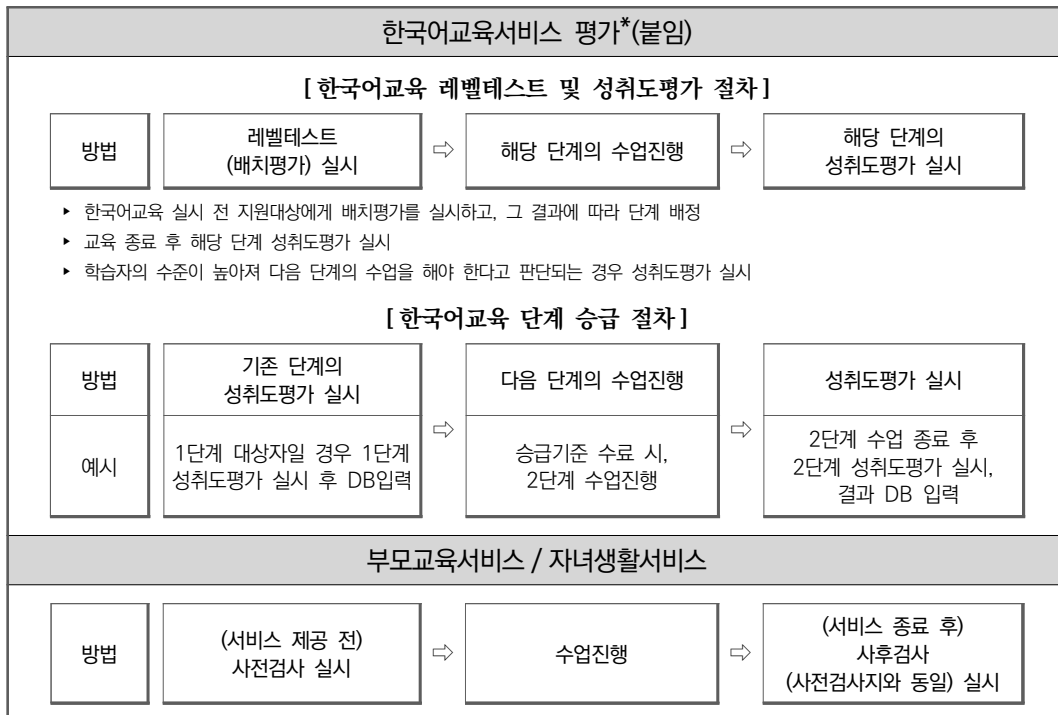 한국어교육서비스 평가*(붙임)
[한국어교육 레벨테스트 및 성취도평가 절차]
방법
레벨테스트
(배치평가) 실시
⇨
해당 단계의 수업진행
⇨
해당 단계의
성취도평가 실시
▸ 한국어교육 실시 전 지원대상에게 배치평가를 실시하고, 그 결과에 따라 단계 배정
▸ 교육 종료 후 해당 단계 성취도평가 실시
▸ 학습자의 수준이 높아져 다음 단계의 수업을 해야 한다고 판단되는 경우 성취도평가 실시
[한국어교육 단계 승급 절차]
방법
기존 단계의
성취도평가 실시
⇨
다음 단계의 수업진행
⇨
성취도평가 실시
예시
1단계 대상자일 경우 1단계
성취도평가 실시 후 DB입력
승급기준 수료 시,
2단계 수업진행
2단계 수업 종료 후
2단계 성취도평가 실시,
결과 DB 입력
부모교육서비스 / 자녀생활서비스
방법
(서비스 제공 전)
사전검사 실시
⇨
수업진행
⇨
(서비스 종료 후)
사후검사
(사전검사지와 동일) 실시